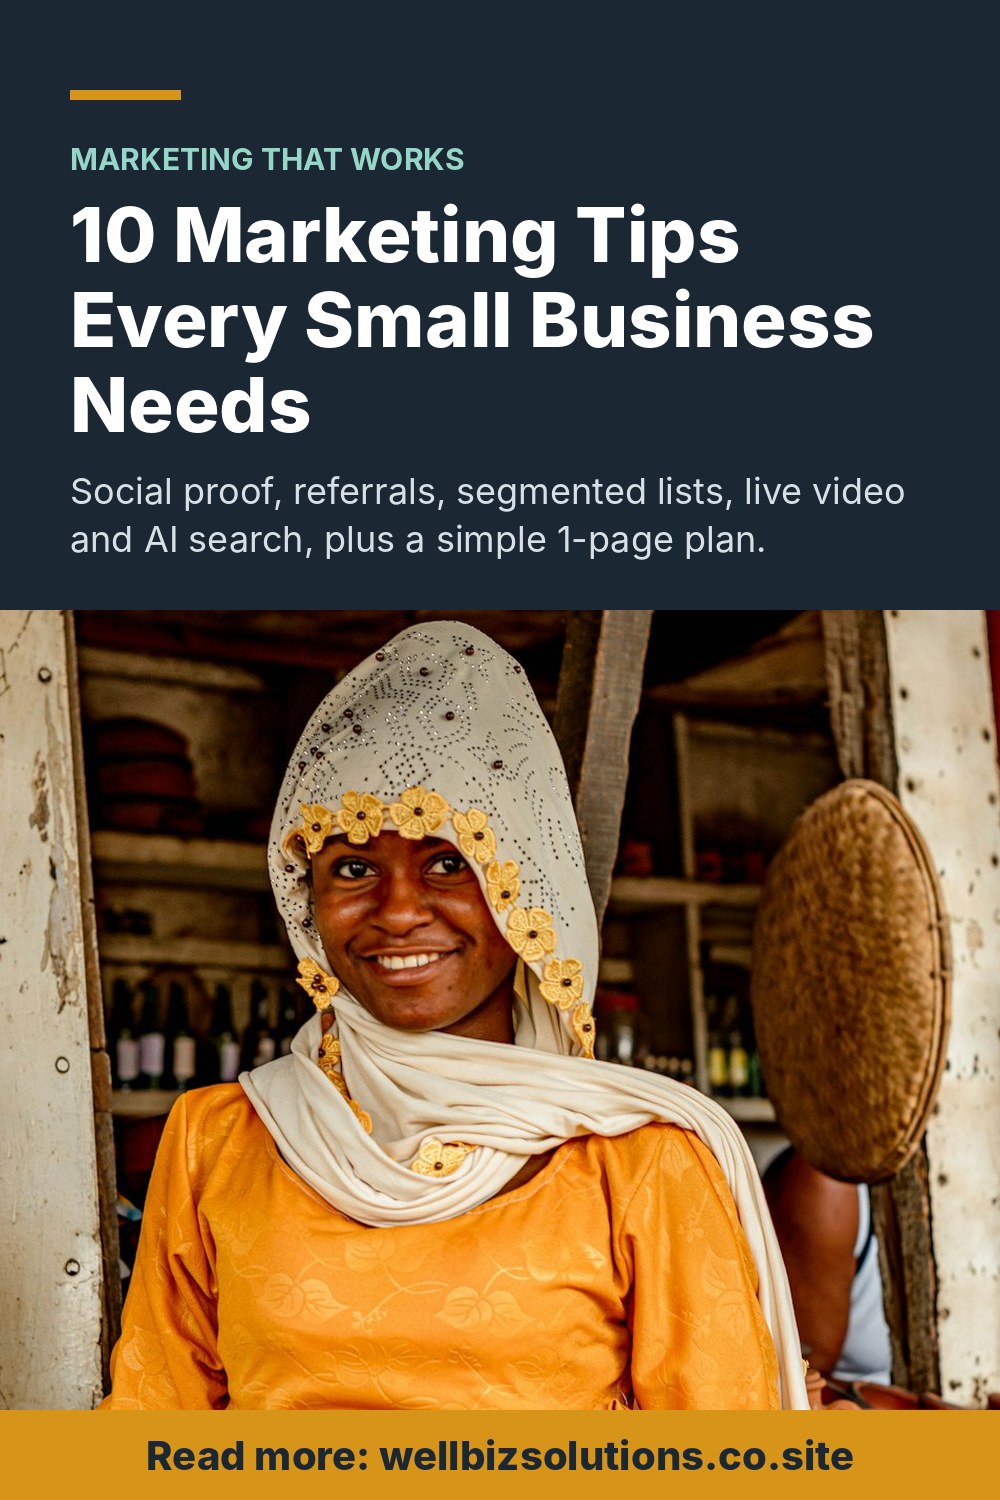 MARKETING THAT WORKS
10 Marketing Tips
Every Small Business
Needs
Social proof, referrals, segmented lists, live video
and AI search, plus a simple 1-page plan.
Read more: wellbizsolutions.co.site